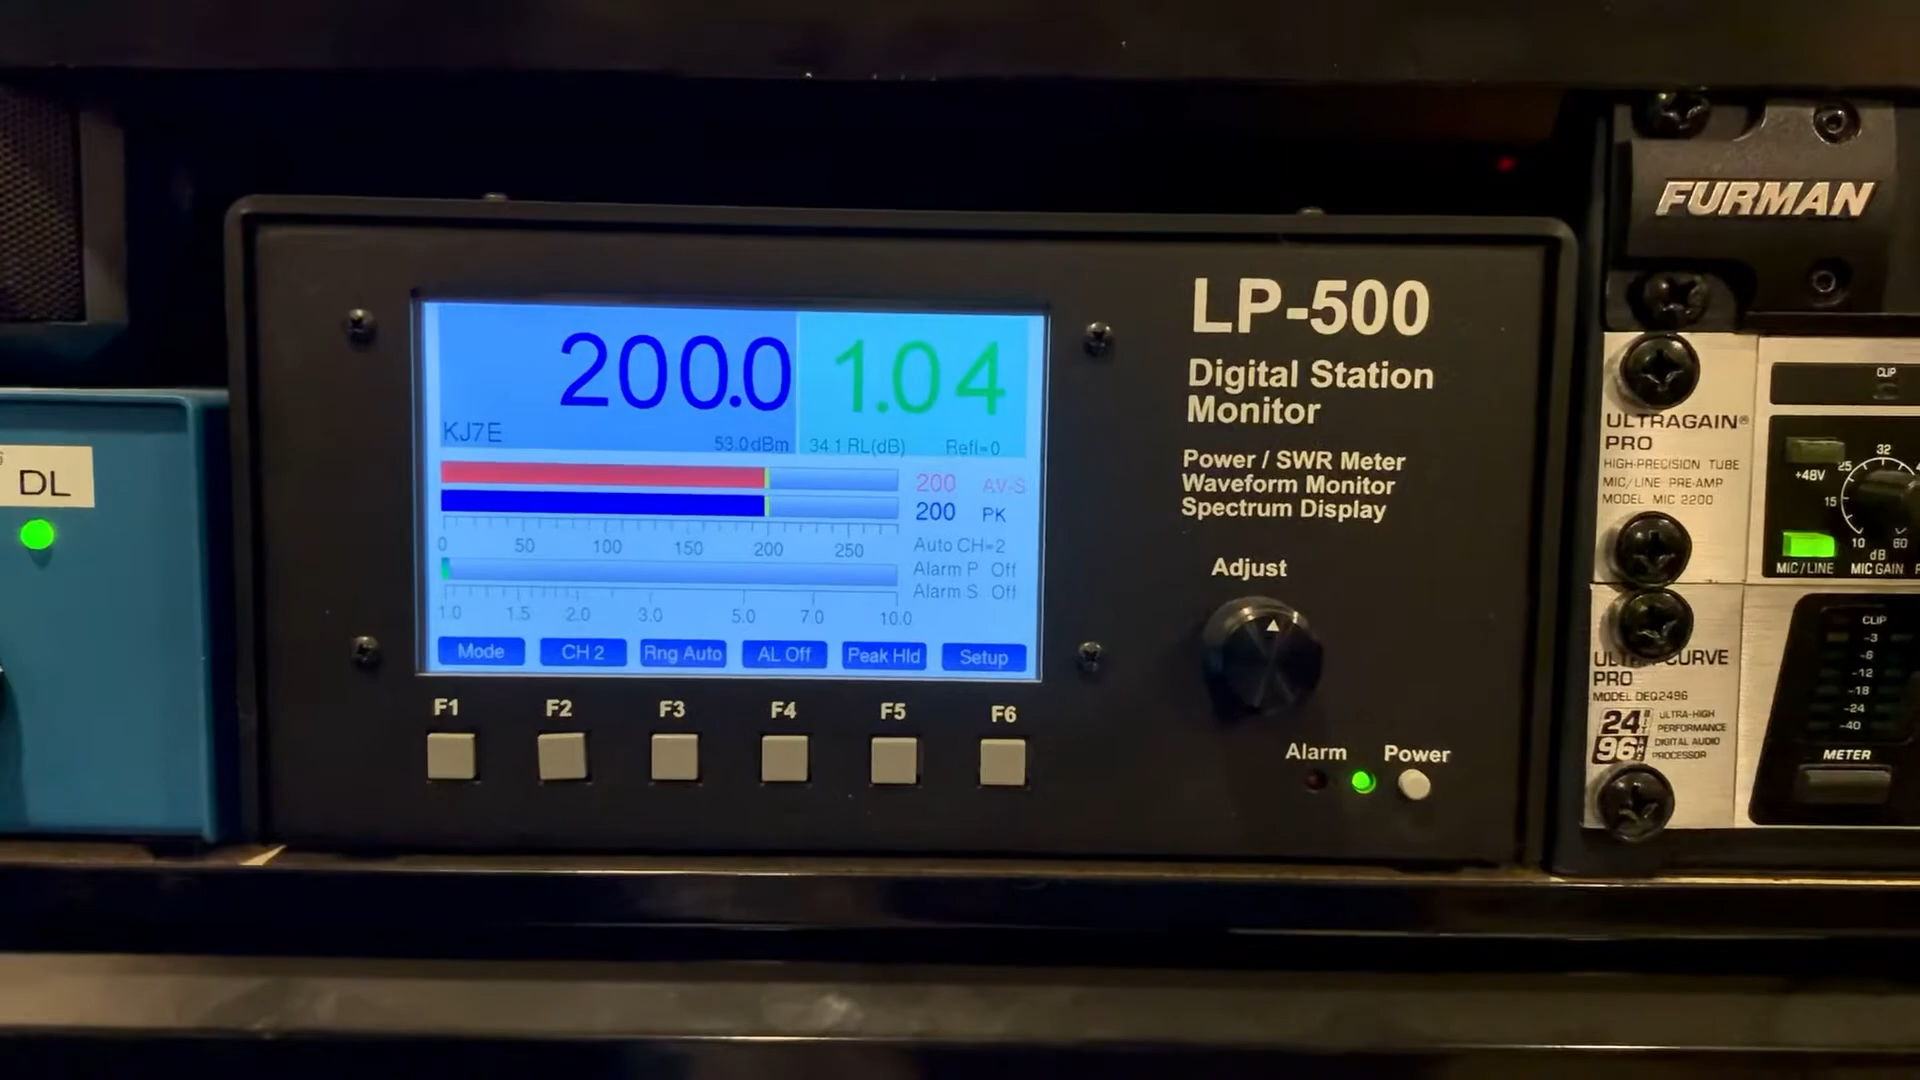 DL
200.0
1.04
KJ7E
53.0dBm
34.1 RL(dB)
Refl=0
200 AV-S
200 PK
0 50 100 150 200 250
Auto CH=2
Alarm P Off
Alarm S Off
1.0 1.5 2.0 3.0 5.0 7.0 10.0
Mode
CH 2
Rng Auto
AL Off
Peak Hld
Setup
F1
F2
F3
F4
F5
F6
LP-500
Digital Station
Monitor
Power / SWR Meter
Waveform Monitor
Spectrum Display
Adjust
Alarm
Power
FURMAN
ULTRAGAIN®
PRO
HIGH-PRECISION TUBE
MIC/LINE PRE-AMP
MODEL MIC 2200
CLIP
+48V
25
32
15
10
60
dB
MIC/LINE
MIC GAIN
PRO
MODEL DEQ2496
24 BIT
96 kHz
ULTRA-HIGH
PERFORMANCE
DIGITAL AUDIO
PROCESSOR
CLIP
-3
-6
-12
-18
-24
-40
METER